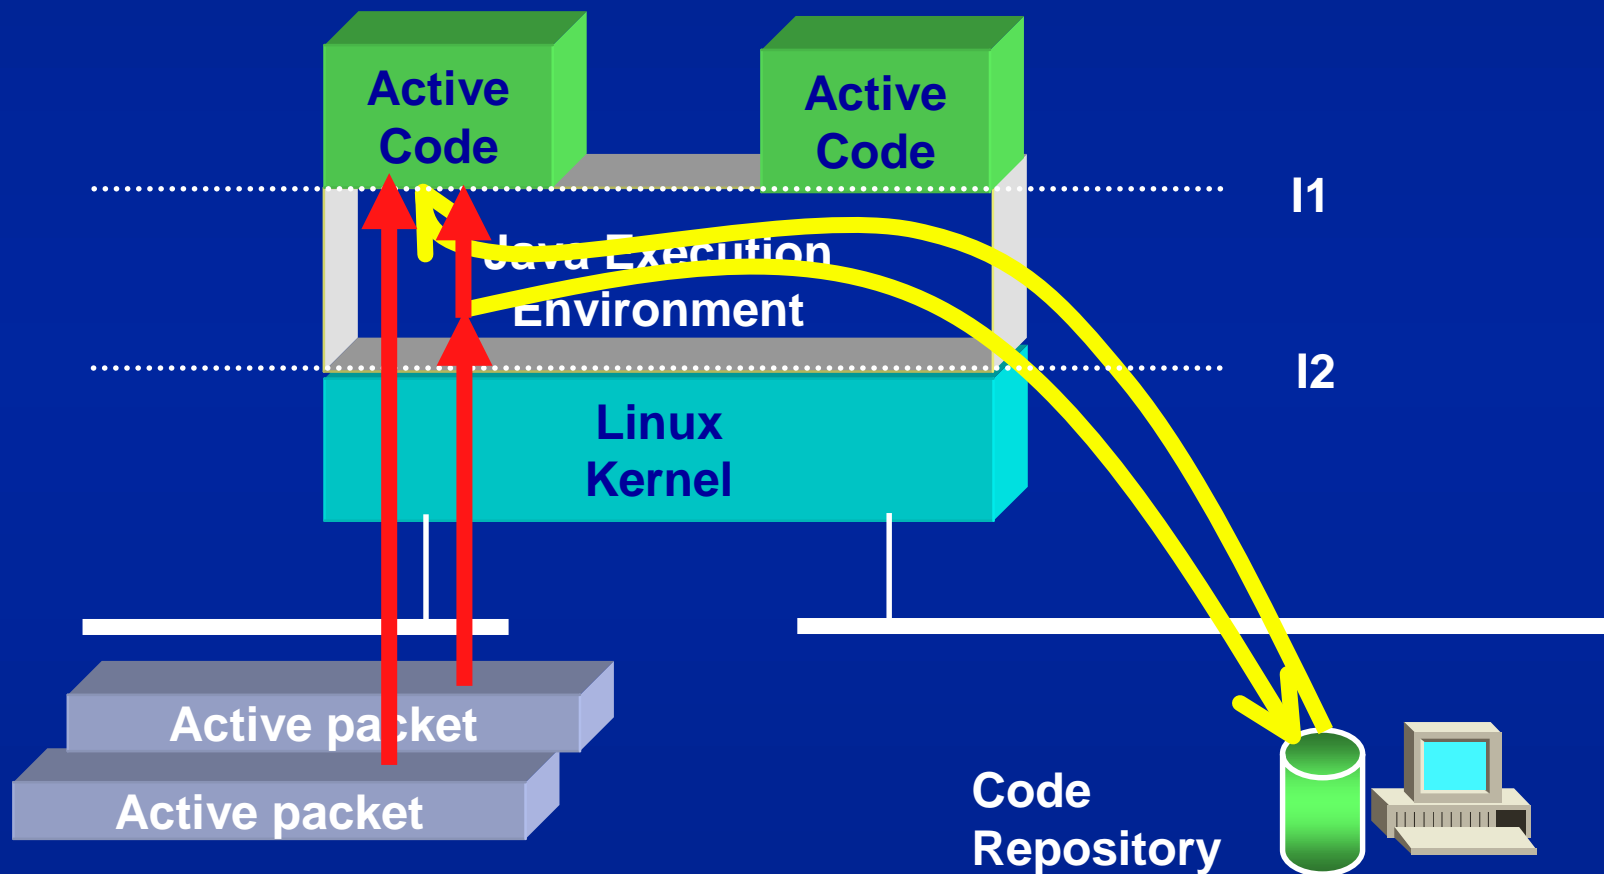 Active
Code
Active
Code
I1
Java Execution
Environment
I2
Linux
Kernel
Active packet
Active packet
Code
Repository